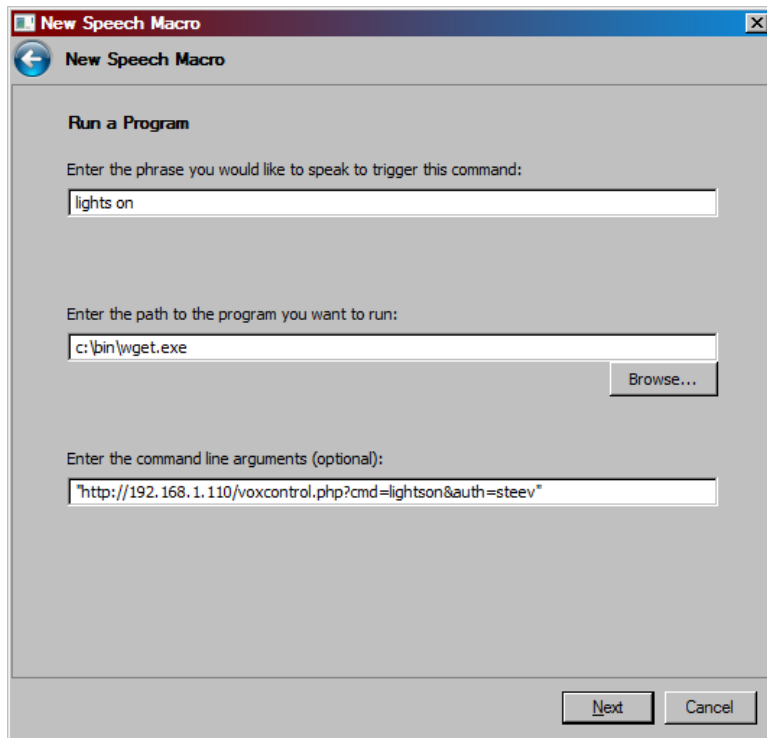 New Speech Macro
New Speech Macro
Run a Program
Enter the phrase you would like to speak to trigger this command:
lights on
Enter the path to the program you want to run:
c:\bin\wget.exe
Browse...
Enter the command line arguments (optional):
"http://192.168.1.110/voxcontrol.php?cmd=lightson&auth=steev"
Next Cancel